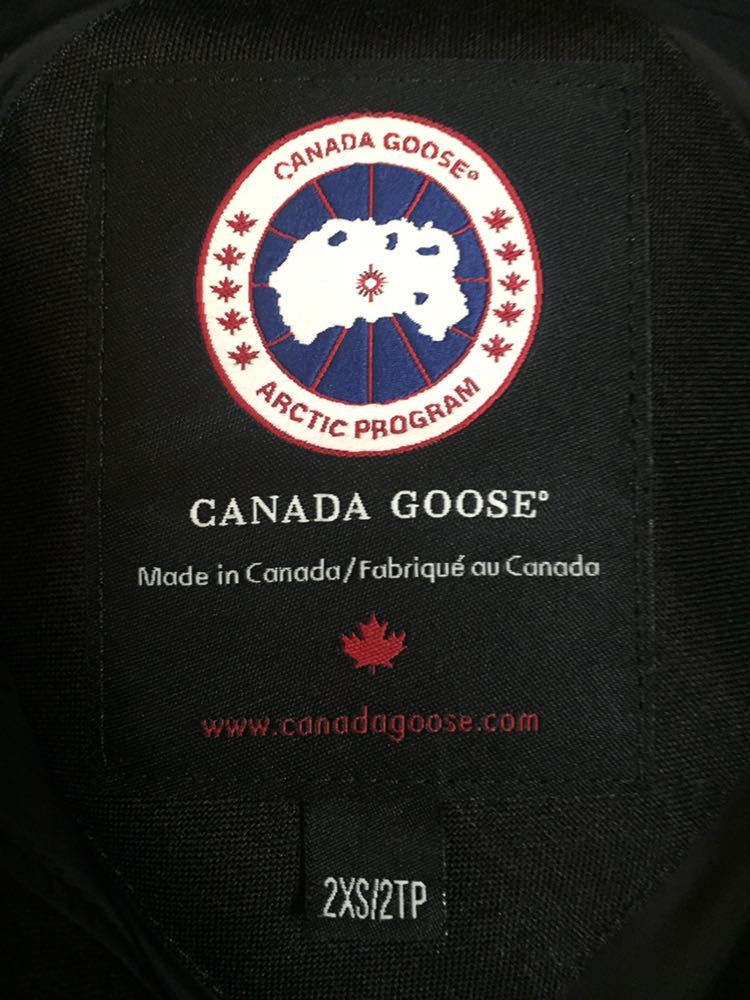 CANADA GOOSE®
ARCTIC PROGRAM
CANADA GOOSE®
Made in Canada/Fabriqué au Canada
www.canadagoose.com
2XS/2TP